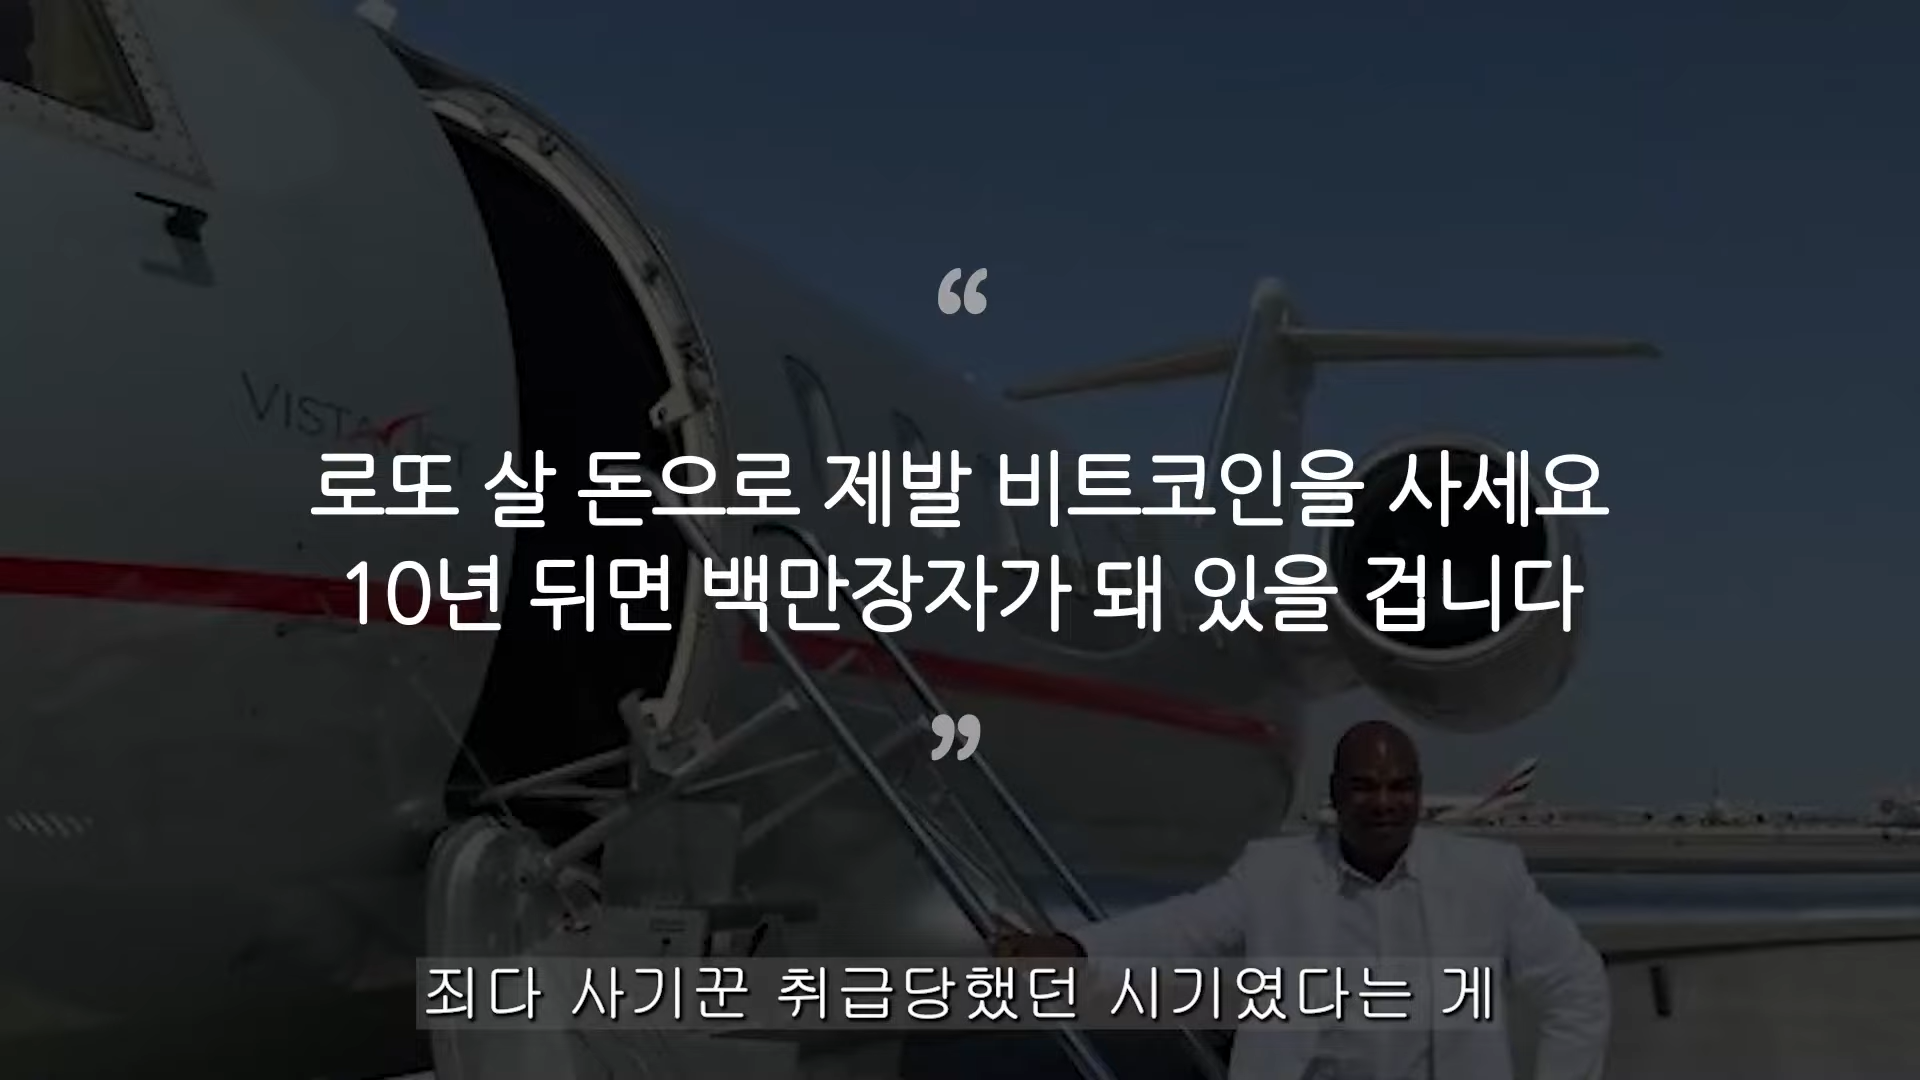 VISTAJET
“
로또 살 돈으로 제발 비트코인을 사세요
10년 뒤면 백만장자가 돼 있을 겁니다
”
죄다 사기꾼 취급당했던 시기였다는 게